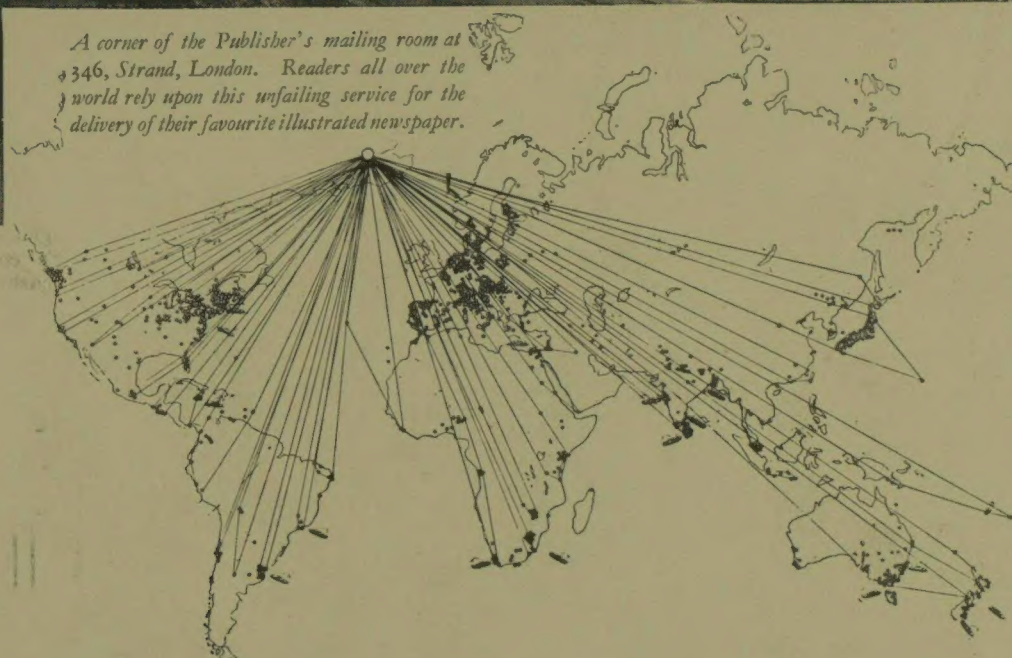 A corner of the Publisher's mailing room at
346, Strand, London. Readers all over the
world rely upon this unfailing service for the
delivery of their favourite illustrated newspaper.